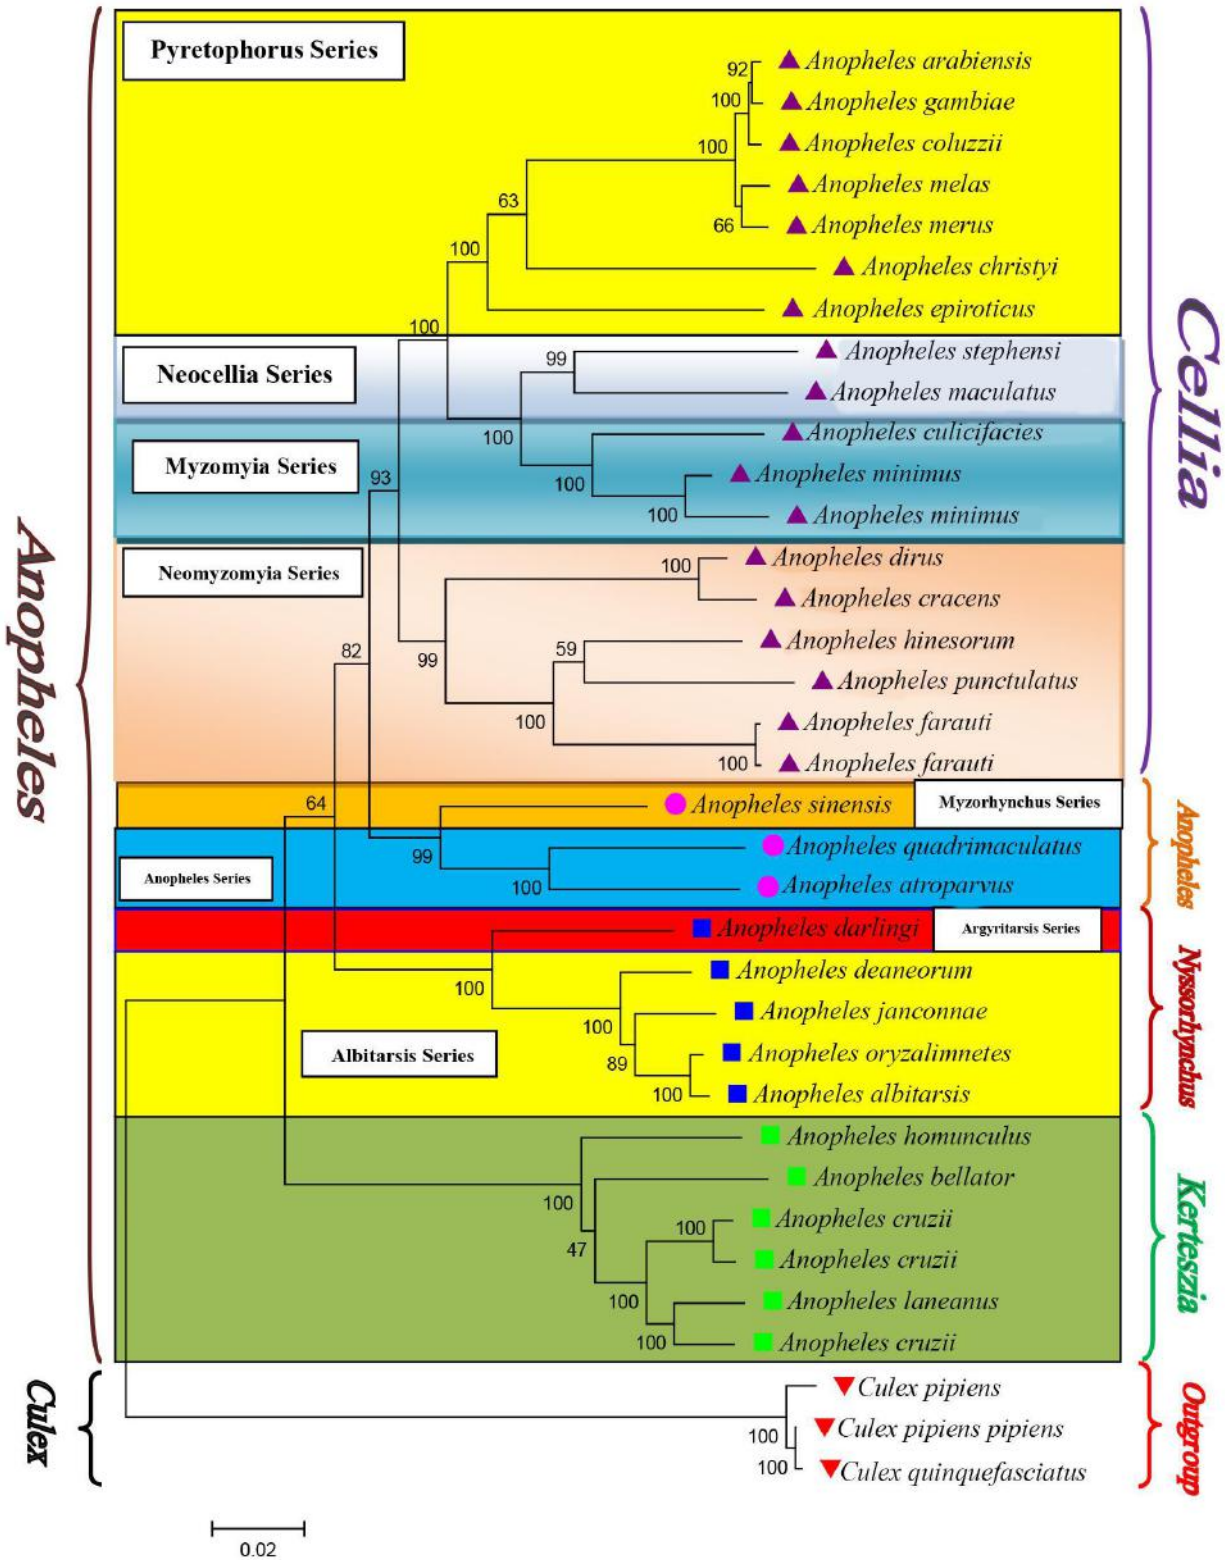 Pyretophorus Series
92
Anopheles arabiensis
100
Anopheles gambiae
100
Anopheles coluzzii
Anopheles melas
63
66
Anopheles merus
100
Anopheles christyi
Anopheles epiroticus
100
Neocellia Series
99
Anopheles stephensi
Anopheles maculatus
100
Anopheles culicifacies
Myzomyia Series
93
100
Anopheles minimus
100
Anopheles minimus
Neomyzomyia Series
100
Anopheles dirus
Anopheles cracens
82
99
59
Anopheles hinesorum
Anopheles punctulatus
100
Anopheles farauti
100
Anopheles farauti
64
Anopheles sinensis
Myzorhynchus Series
99
Anopheles quadrimaculatus
Anopheles Series
100
Anopheles atroparvus
Anopheles darlingi
Argyritarsis Series
100
Anopheles deaneorum
100
Anopheles janconnae
Albitarsis Series
89
Anopheles oryzalimnetes
100
Anopheles albitarsis
Anopheles homunculus
100
Anopheles bellator
47
100
Anopheles cruzii
Anopheles cruzii
100
Anopheles laneanus
100
Anopheles cruzii
Culex pipiens
100
Culex pipiens pipiens
100
Culex quinquefasciatus
0.02
Anopheles
Culex
Cellia
Anopheles
Nyssorhynchus
Kerteszia
Outgroup